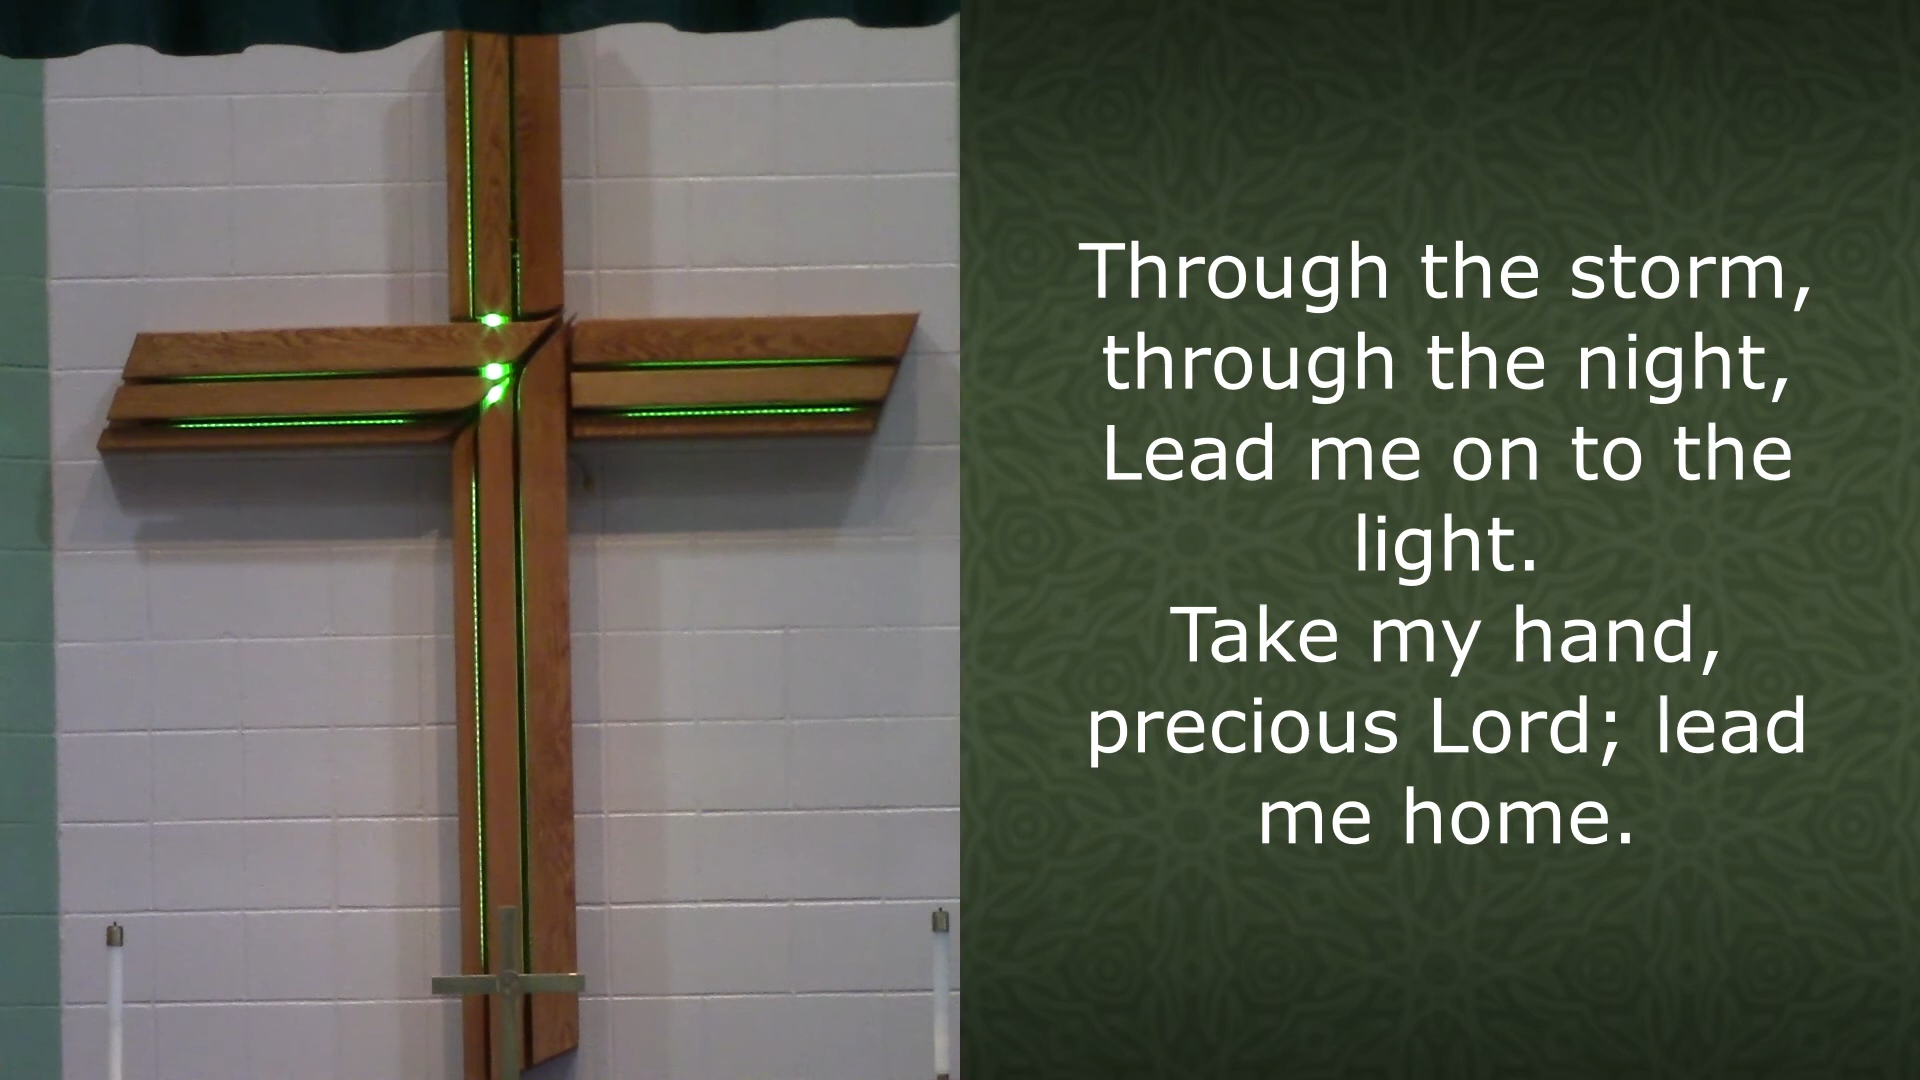 Through the storm,
through the night,
Lead me on to the
light.
Take my hand,
precious Lord; lead
me home.